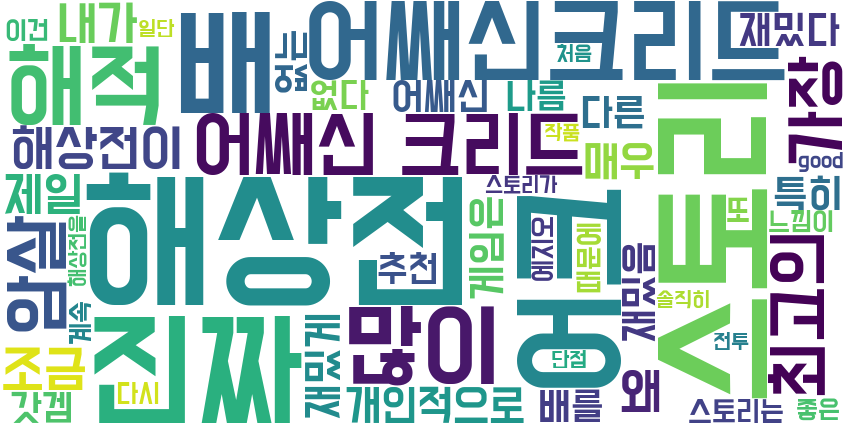 이건
내가
일단
배
없는
어쌔신크리드
처음
재밌다
해적
없다
어쌔신
나름
다른
가장
해상전이
어쌔신 크리드
작품
매우
good
제일
해상전
스토리가
특히
스토리
또
느낌이
암살
해상전을
추천
게임은
에지오
때문에
재밌음
솔직히
최고의
계속
진짜
많이
재밌게
단점
전투
왜
조금
다시
갓겜
개인적으로
배를
스토리는
좋은